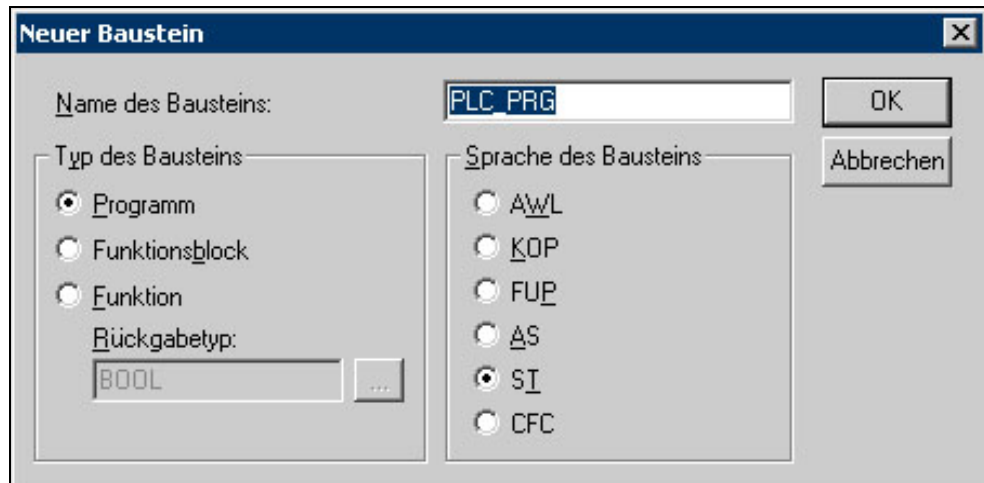 Neuer Baustein
Name des Bausteins: PLC_PRG
OK
Abbrechen
Typ des Bausteins
Programm
Funktionsblock
Funktion
Rückgabetyp:
BOOL ...
Sprache des Bausteins
AWL
KOP
FUP
AS
ST
CFC